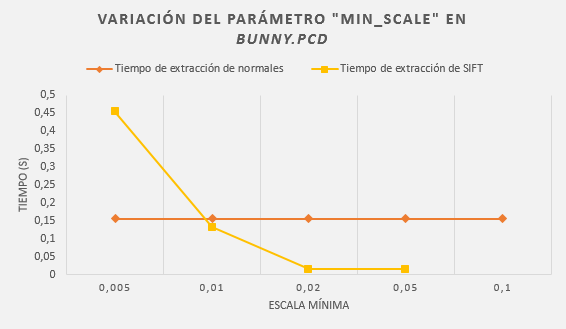 VARIACIÓN DEL PARÁMETRO "MIN_SCALE" EN
BUNNY.PCD
Tiempo de extracción de normales
Tiempo de extracción de SIFT
0,5
0,45
0,4
0,35
0,3
0,25
0,2
0,15
0,1
0,05
0
TIEMPO (S)
0,005
0,01
0,02
0,05
0,1
ESCALA MÍNIMA